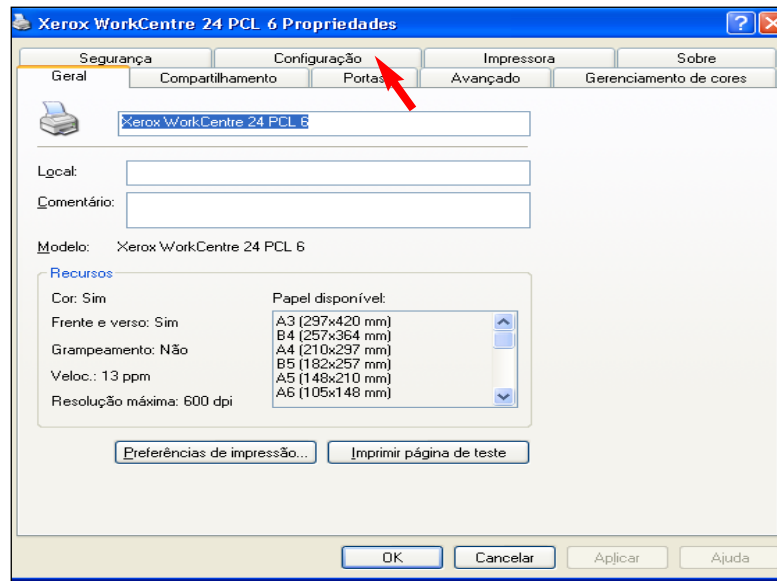 Xerox WorkCentre 24 PCL 6 Propriedades
Segurança Configuração Impressora Sobre
Geral Compartilhamento Portas Avançado Gerenciamento de cores
Xerox WorkCentre 24 PCL 6
Local:
Comentário:
Modelo: Xerox WorkCentre 24 PCL 6
Recursos
Cor: Sim Papel disponível:
Frente e verso: Sim
Grampeamento: Não
Veloc.: 13 ppm
Resolução máxima: 600 dpi
A3 (297x420 mm)
B4 (257x364 mm)
A4 (210x297 mm)
B5 (182x257 mm)
A5 (148x210 mm)
A6 (105x148 mm)
Preferências de impressão... Imprimir página de teste
OK Cancelar Aplicar Ajuda